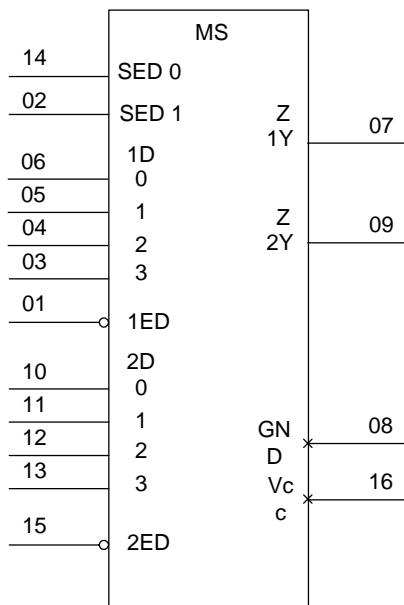 MS
14 SED 0
02 SED 1
Z
1Y 07
1D
06 0
05 1
04 2
03 3
Z
2Y 09
01 1ED
2D
10 0
11 1
12 2
13 3
GN
D 08
Vc
c 16
15 2ED